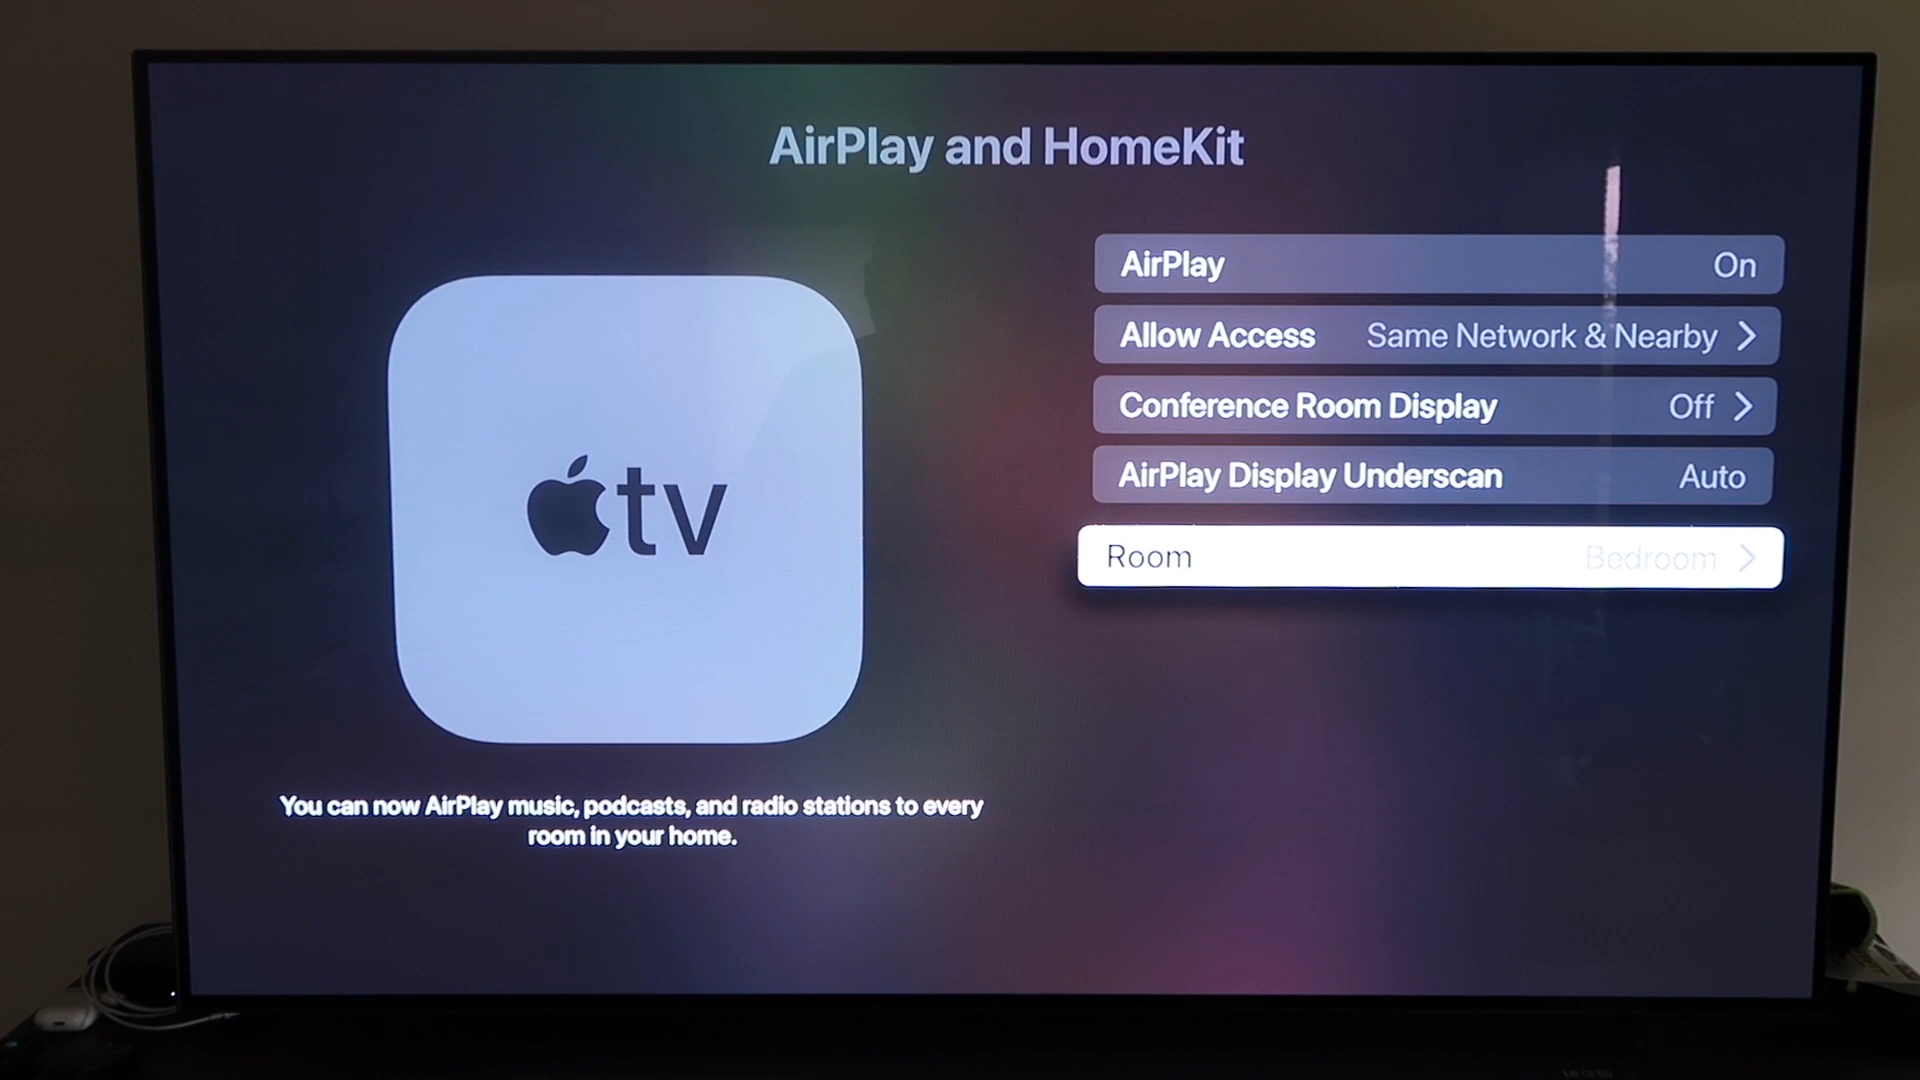 AirPlay and HomeKit
AirPlay On
Allow Access Same Network & Nearby
Conference Room Display Off
AirPlay Display Underscan Auto
Room Bedroom
tv
You can now AirPlay music, podcasts, and radio stations to every
room in your home.